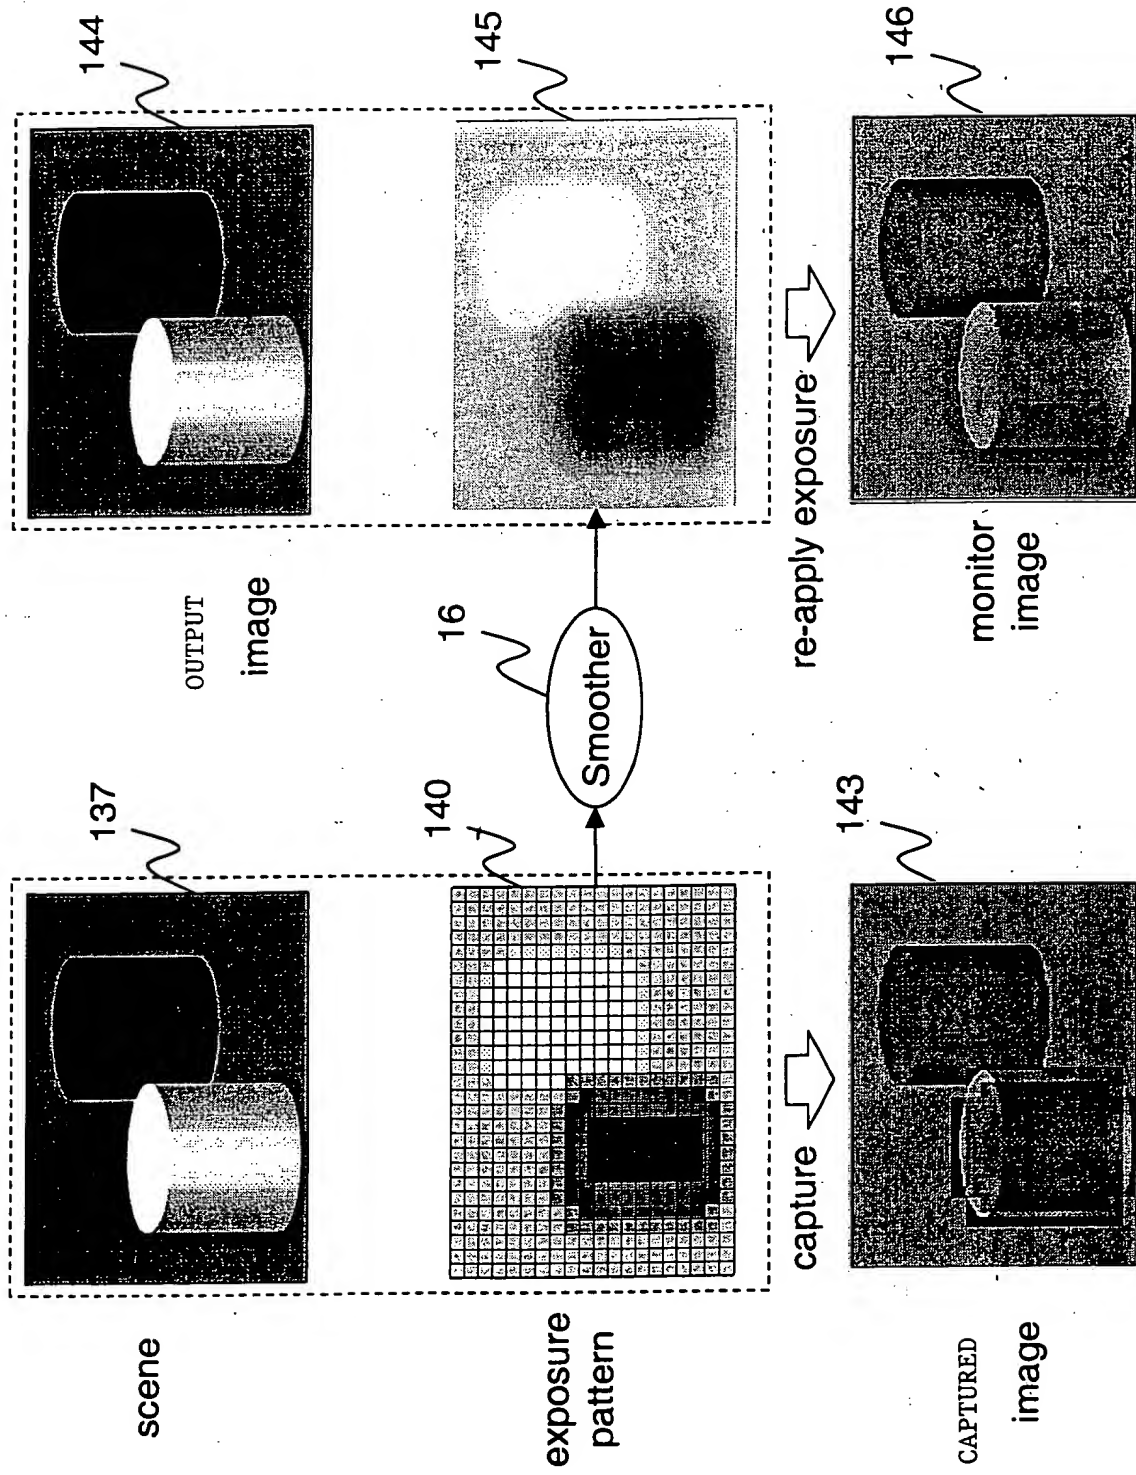 scene
137
OUTPUT
image
144
exposure
pattern
140
Smoother
16
145
capture
re-apply exposure
CAPTURED
image
143
monitor
image
146